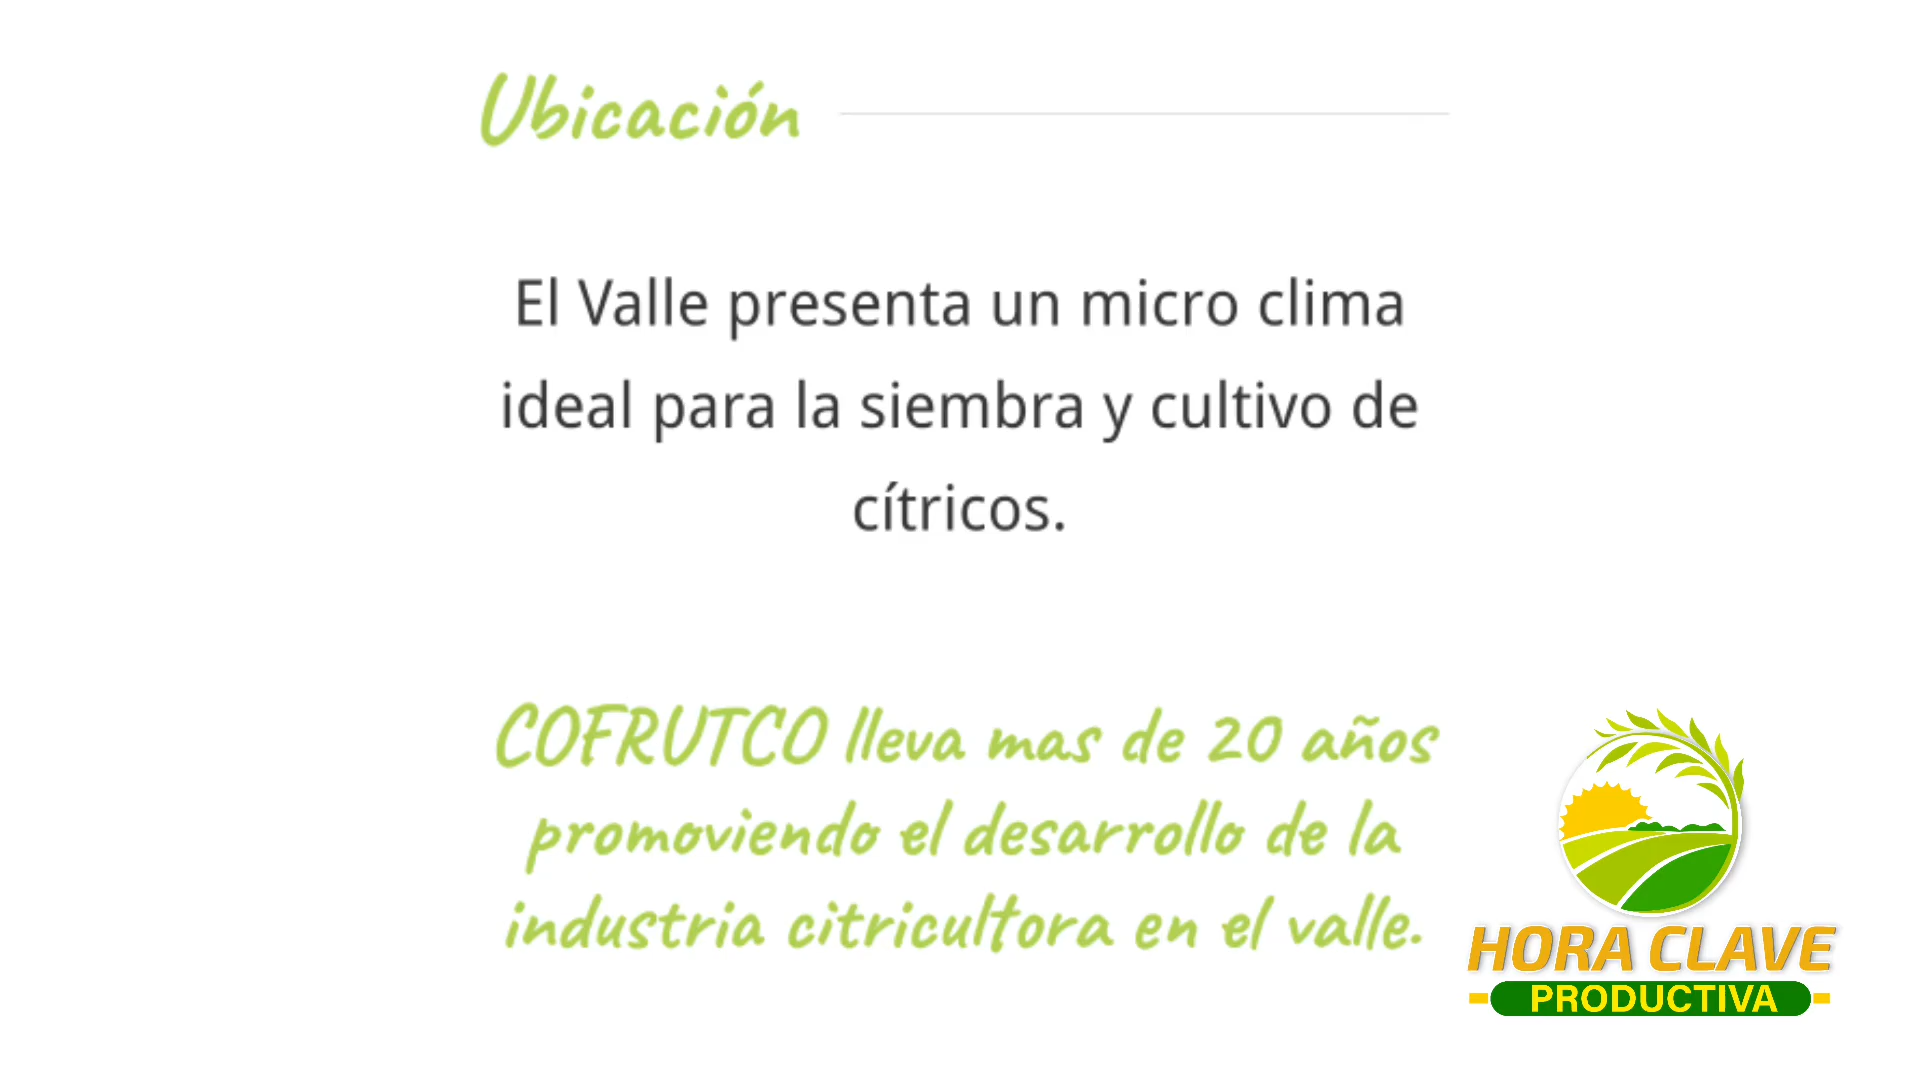 Ubicación
El Valle presenta un micro clima
ideal para la siembra y cultivo de
cítricos.
COFRUTCO lleva mas de 20 años
promoviendo el desarrollo de la
industria citricultora en el valle.
HORA CLAVE
PRODUCTIVA